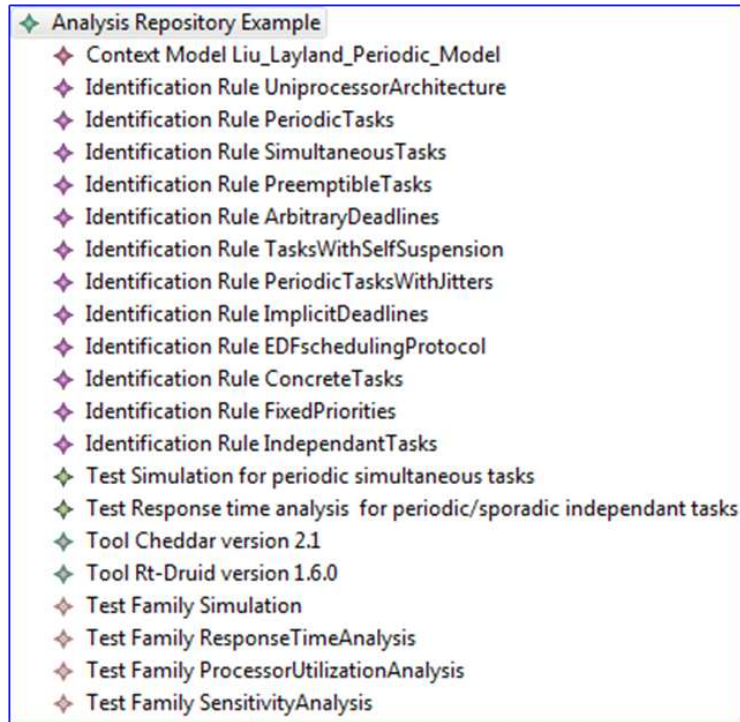 Analysis Repository Example
Context Model Liu_Layland_Periodic_Model
Identification Rule UniprocessorArchitecture
Identification Rule PeriodicTasks
Identification Rule SimultaneousTasks
Identification Rule PreemptibleTasks
Identification Rule ArbitraryDeadlines
Identification Rule TasksWithSelfSuspension
Identification Rule PeriodicTasksWithJitters
Identification Rule ImplicitDeadlines
Identification Rule EDFschedulingProtocol
Identification Rule ConcreteTasks
Identification Rule FixedPriorities
Identification Rule IndependantTasks
Test Simulation for periodic simultaneous tasks
Test Response time analysis for periodic/sporadic independant tasks
Tool Cheddar version 2.1
Tool Rt-Druid version 1.6.0
Test Family Simulation
Test Family ResponseTimeAnalysis
Test Family ProcessorUtilizationAnalysis
Test Family SensitivityAnalysis